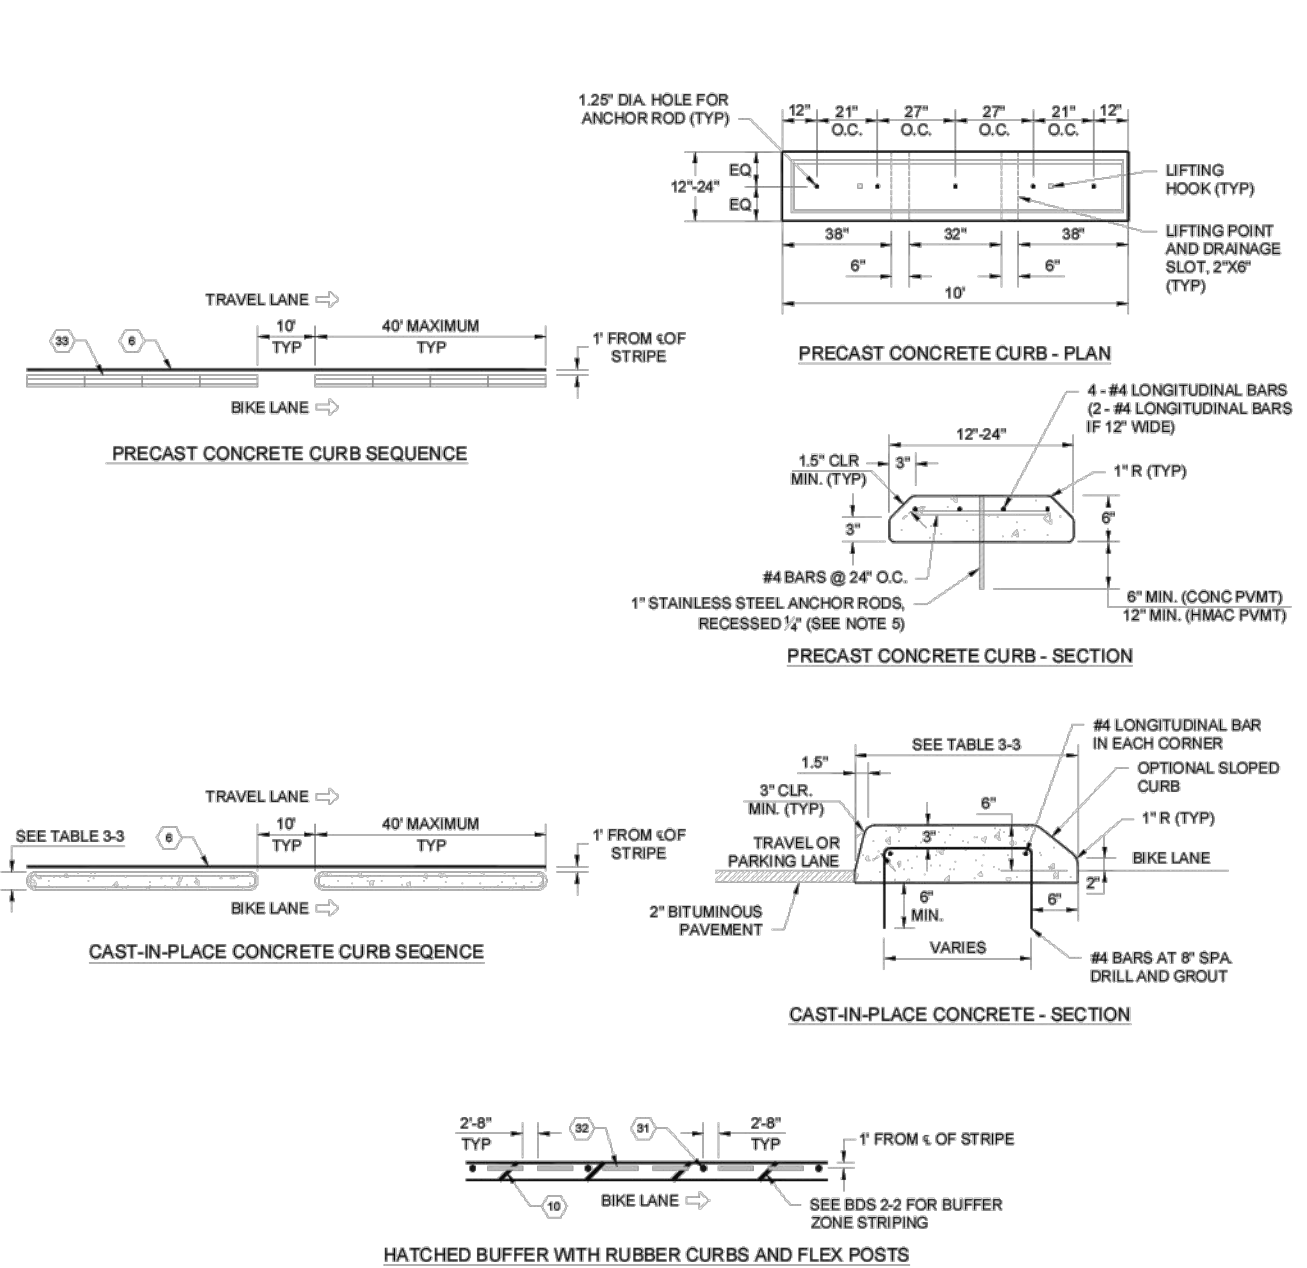 1.25" DIA. HOLE FOR
ANCHOR ROD (TYP)
12" 21" 27" 27" 21" 12"
O.C. O.C. O.C. O.C.
EQ
12"-24"
EQ
LIFTING
HOOK (TYP)
LIFTING POINT
AND DRAINAGE
SLOT, 2"X6"
(TYP)
38" 32" 38"
6" 6"
10'
PRECAST CONCRETE CURB - PLAN
TRAVEL LANE
33 6
10'
TYP
40' MAXIMUM
TYP
1' FROM ℄ OF
STRIPE
BIKE LANE
PRECAST CONCRETE CURB SEQUENCE
4 - #4 LONGITUDINAL BARS
(2 - #4 LONGITUDINAL BARS
IF 12" WIDE)
12"-24"
1.5" CLR
MIN. (TYP)
3"
1" R (TYP)
3"
6"
#4 BARS @ 24" O.C.
1" STAINLESS STEEL ANCHOR RODS,
RECESSED ¼" (SEE NOTE 5)
6" MIN. (CONC PVMT)
12" MIN. (HMAC PVMT)
PRECAST CONCRETE CURB - SECTION
TRAVEL LANE
SEE TABLE 3-3
6
10'
TYP
40' MAXIMUM
TYP
1' FROM ℄ OF
STRIPE
BIKE LANE
CAST-IN-PLACE CONCRETE CURB SEQENCE
#4 LONGITUDINAL BAR
IN EACH CORNER
SEE TABLE 3-3
1.5"
OPTIONAL SLOPED
CURB
3" CLR.
MIN. (TYP)
6"
3"
1" R (TYP)
TRAVEL OR
PARKING LANE
BIKE LANE
2"
6"
MIN.
6"
2" BITUMINOUS
PAVEMENT
VARIES
#4 BARS AT 8" SPA.
DRILL AND GROUT
CAST-IN-PLACE CONCRETE - SECTION
2'-8"
TYP
32 31
2'-8"
TYP
1' FROM ℄ OF STRIPE
10
BIKE LANE
SEE BDS 2-2 FOR BUFFER
ZONE STRIPING
HATCHED BUFFER WITH RUBBER CURBS AND FLEX POSTS